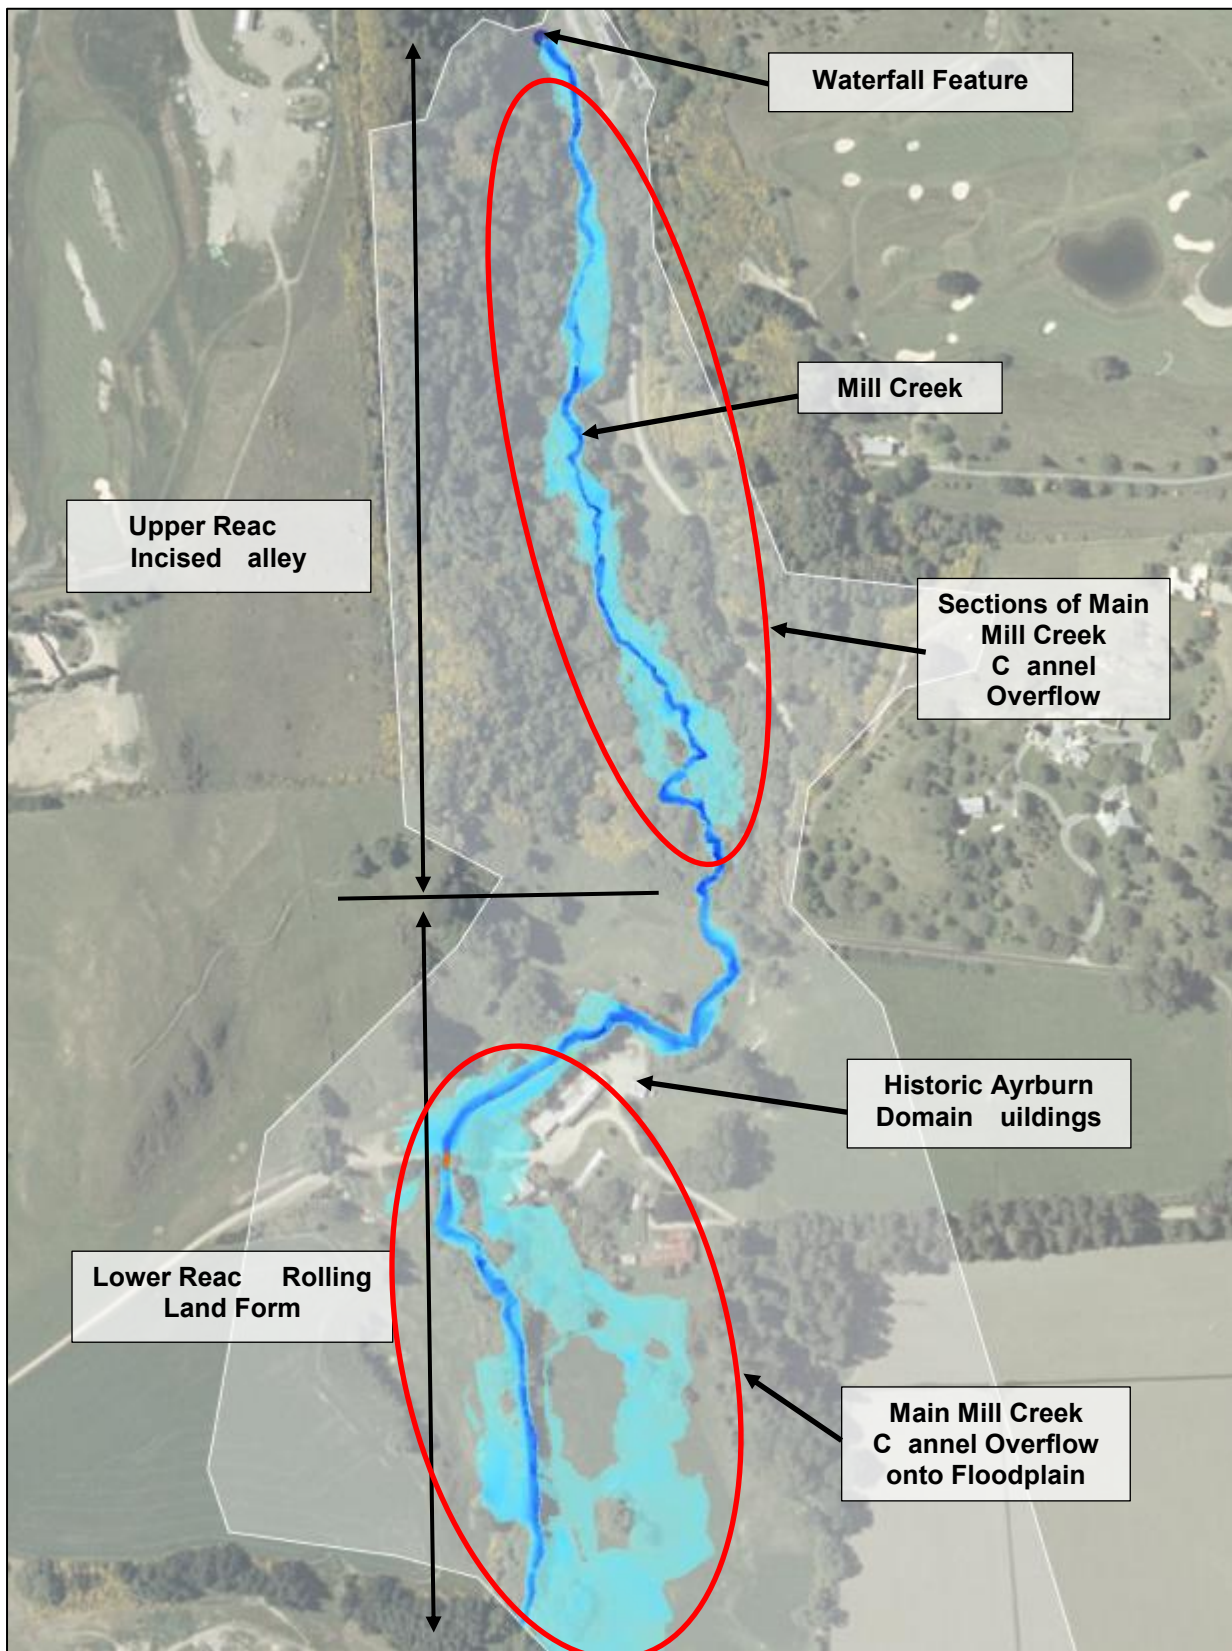 Waterfall Feature
Mill Creek
Upper Reac
Incised alley
Sections of Main
Mill Creek
C annel
Overflow
Historic Ayrburn
Domain uildings
Lower Reac Rolling
Land Form
Main Mill Creek
C annel Overflow
onto Floodplain